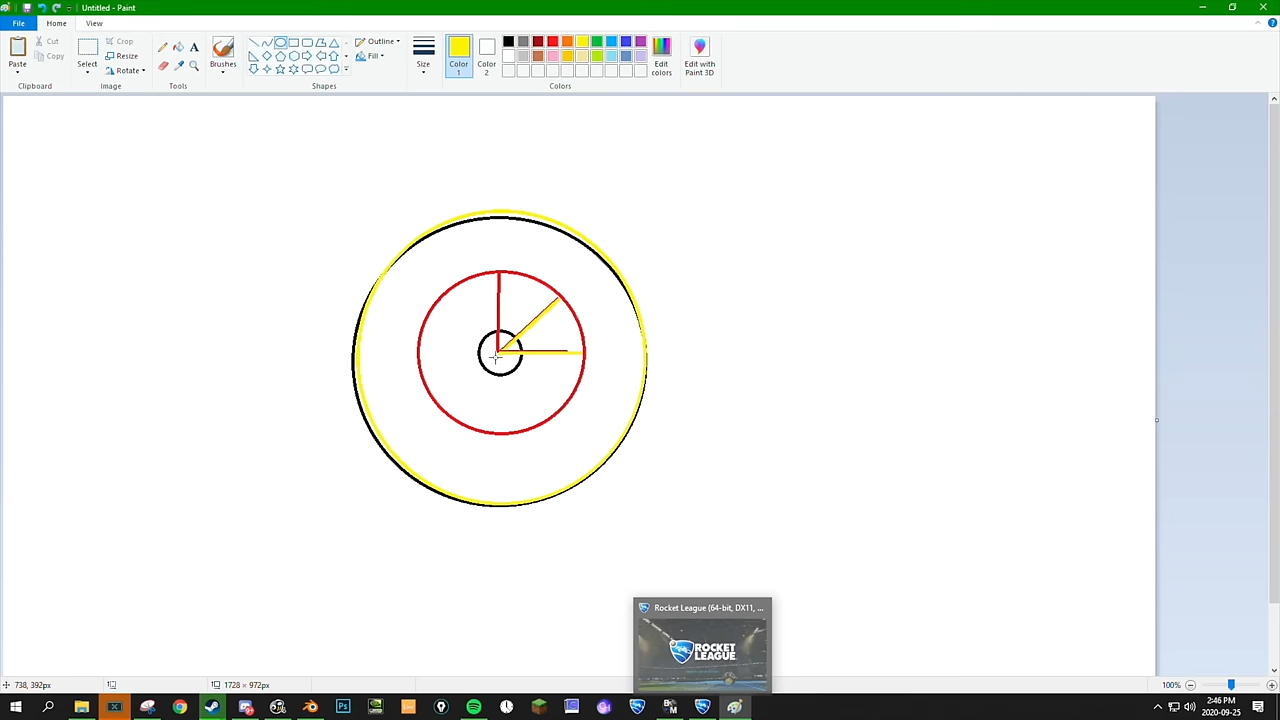 Untitled - Paint
File Home View
Paste
Cut
Copy
Clipboard
Select
Crop
Resize
Rotate
Image
A
Tools
Brushes
Outline
Fill
Shapes
Size
Color 1
Color 2
Edit colors
Colors
Edit with Paint 3D
Rocket League (64-bit, DX11, ...
ROCKET
LEAGUE
1728 × 972px
100%
Ps
2:46 PM
2020-09-25